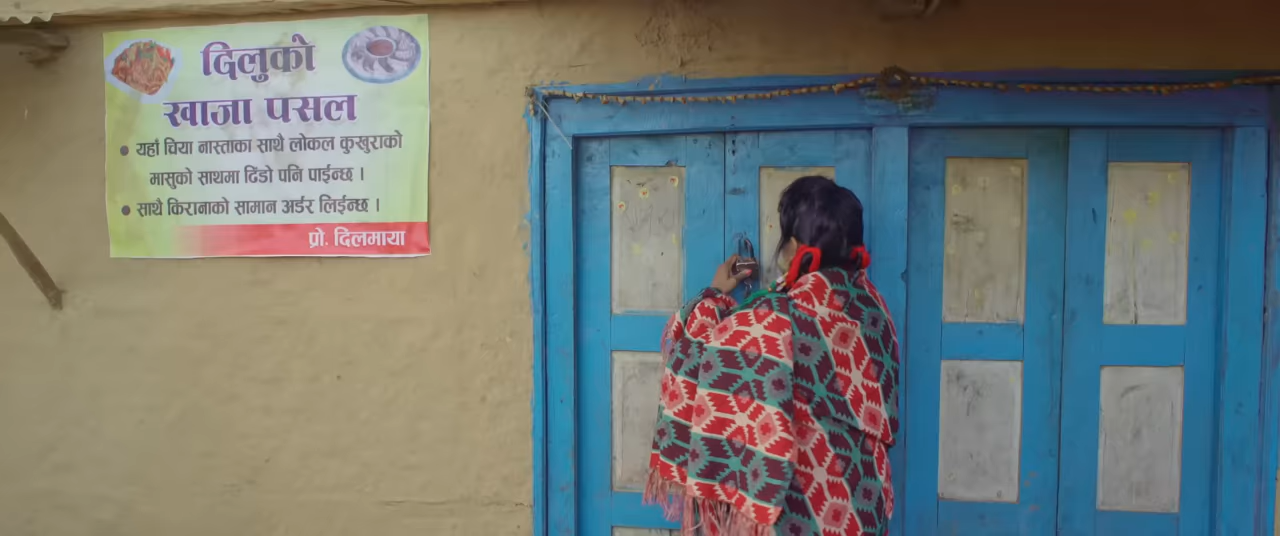 दिलुको
खाजा पसल
• यहाँ चिया नास्ताका साथै लोकल कुखुराको
मासुको साथमा ढिंडो पनि पाईन्छ ।
• साथै किरानाको सामान अर्डर लिईन्छ ।
प्रो. दिलमाया